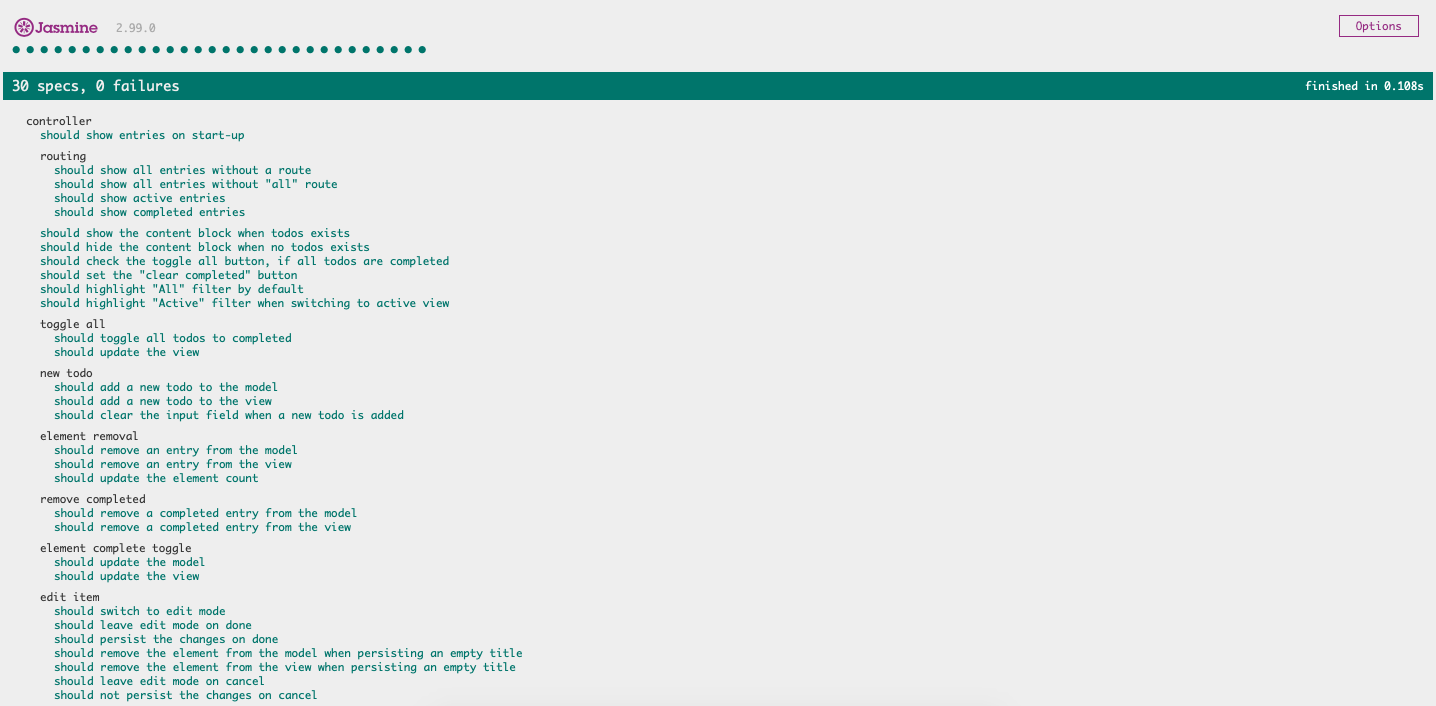 Jasmine 2.99.0 Options
30 specs, 0 failures finished in 0.108s
controller
should show entries on start-up
routing
should show all entries without a route
should show all entries without "all" route
should show active entries
should show completed entries
should show the content block when todos exists
should hide the content block when no todos exists
should check the toggle all button, if all todos are completed
should set the "clear completed" button
should highlight "All" filter by default
should highlight "Active" filter when switching to active view
toggle all
should toggle all todos to completed
should update the view
new todo
should add a new todo to the model
should add a new todo to the view
should clear the input field when a new todo is added
element removal
should remove an entry from the model
should remove an entry from the view
should update the element count
remove completed
should remove a completed entry from the model
should remove a completed entry from the view
element complete toggle
should update the model
should update the view
edit item
should switch to edit mode
should leave edit mode on done
should persist the changes on done
should remove the element from the model when persisting an empty title
should remove the element from the view when persisting an empty title
should leave edit mode on cancel
should not persist the changes on cancel